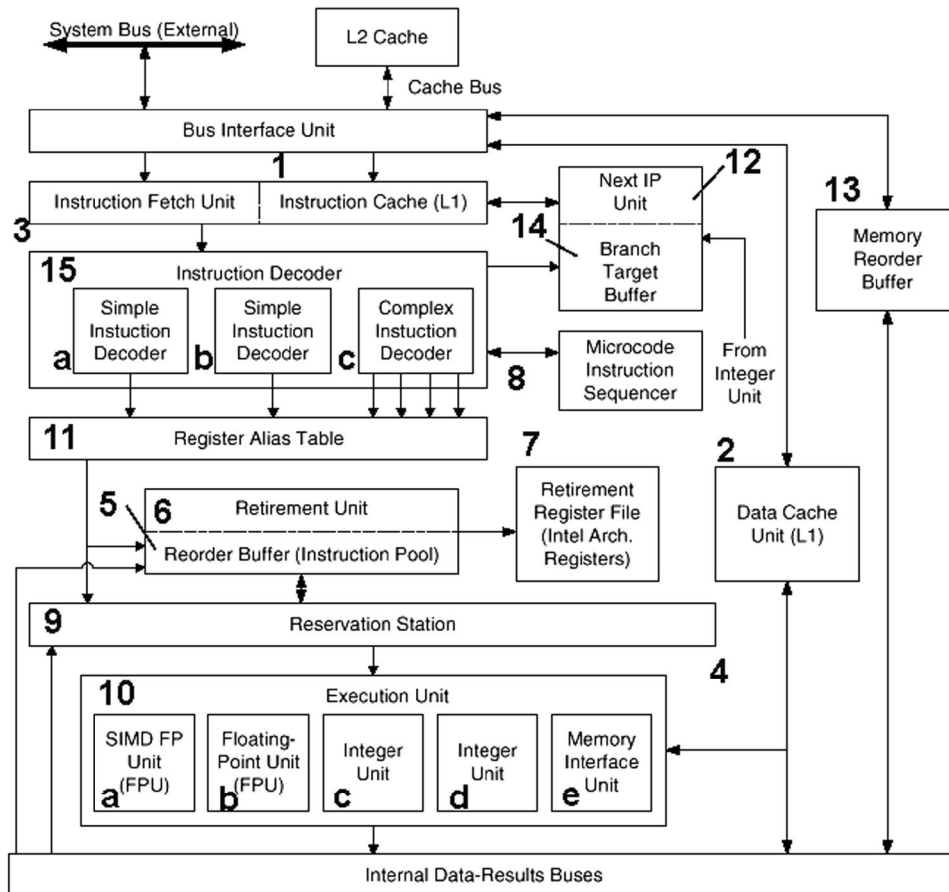 System Bus (External)
L2 Cache
Cache Bus
Bus Interface Unit
1
12
Instruction Fetch Unit
Instruction Cache (L1)
Next IP
Unit
13
3
14
Branch
Target
Buffer
Memory
Reorder
Buffer
15
Instruction Decoder
Simple
Instuction
Decoder
a
Simple
Instuction
Decoder
b
Complex
Instuction
Decoder
c
8
Microcode
Instruction
Sequencer
From
Integer
Unit
11
Register Alias Table
7
2
5
6
Retirement Unit
Reorder Buffer (Instruction Pool)
Retirement
Register File
(Intel Arch.
Registers)
Data Cache
Unit (L1)
9
Reservation Station
4
10
Execution Unit
SIMD FP
Unit
(FPU)
a
Floating-
Point Unit
(FPU)
b
Integer
Unit
c
Integer
Unit
d
Memory
Interface
Unit
e
Internal Data-Results Buses